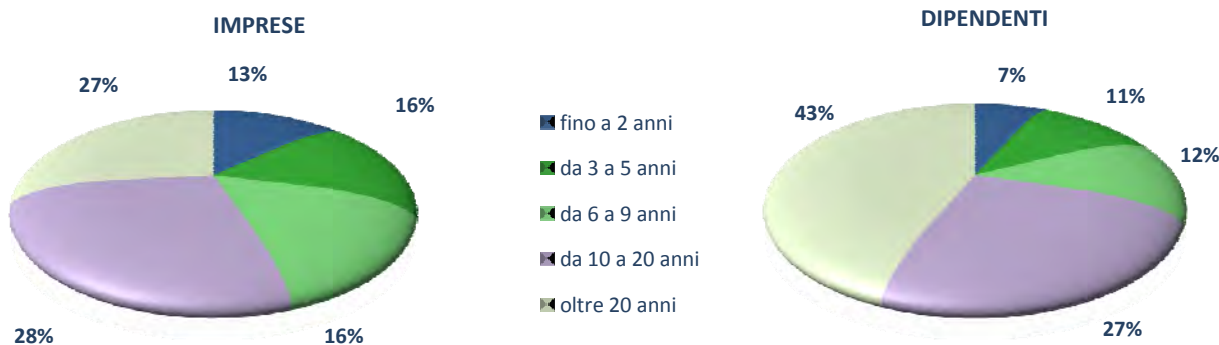 IMPRESE
27%
13%
16%
28%
16%
fino a 2 anni
da 3 a 5 anni
da 6 a 9 anni
da 10 a 20 anni
oltre 20 anni
DIPENDENTI
43%
7%
11%
12%
27%